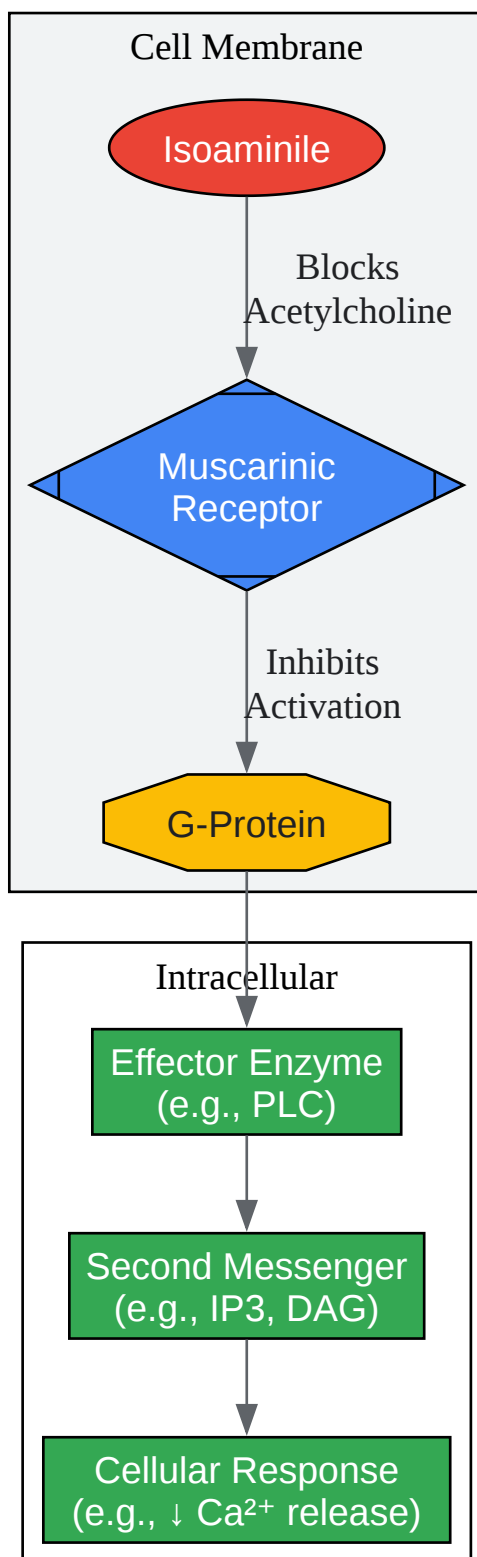 Cell Membrane
Isoaminile
Blocks
Acetylcholine
Muscarinic
Receptor
Inhibits
Activation
G-Protein
Intracellular
Effector Enzyme
(e.g., PLC)
Second Messenger
(e.g., IP3, DAG)
Cellular Response
(e.g., ↓ Ca²⁺ release)